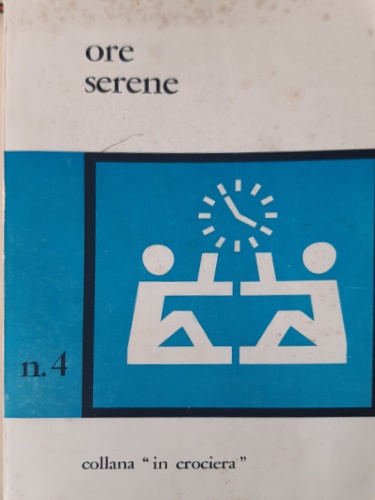 ore
serene
n. 4
collana “in crociera”